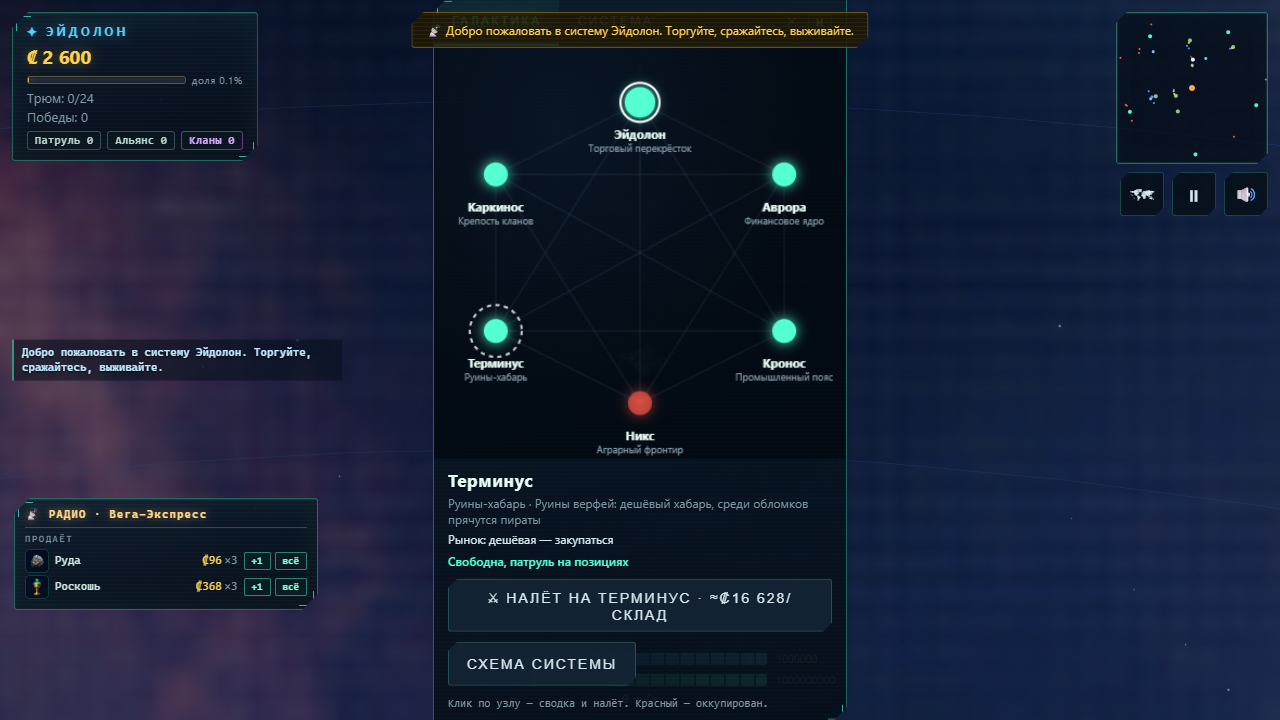 ✦ ЭЙДОЛОН
₡ 2 600
доля 0.1%
Трюм: 0/24
Победы: 0
Патруль 0 Альянс 0 Кланы 0
ГАЛАКТИКА СИСТЕМА
Добро пожаловать в систему Эйдолон. Торгуйте, сражайтесь, выживайте.
Эйдолон
Торговый перекрёсток
Каркинос
Крепость кланов
Аврора
Финансовое ядро
Терминус
Руины-хабарь
Кронос
Промышленный пояс
Никс
Аграрный фронтир
Добро пожаловать в систему Эйдолон. Торгуйте,
сражайтесь, выживайте.
РАДИО · Вега-Экспресс
ПРОДАЁТ
Руда ₡96 ×3 +1 всё
Роскошь ₡368 ×3 +1 всё
Терминус
Руины-хабарь · Руины верфей: дешёвый хабарь, среди обломков
прячутся пираты
Рынок: дешёвая — закупаться
Свободна, патруль на позициях
⚔ НАЛЁТ НА ТЕРМИНУС · ≈₡16 628/
СКЛАД
СХЕМА СИСТЕМЫ
Клик по узлу — сводка и налёт. Красный — оккупирован.